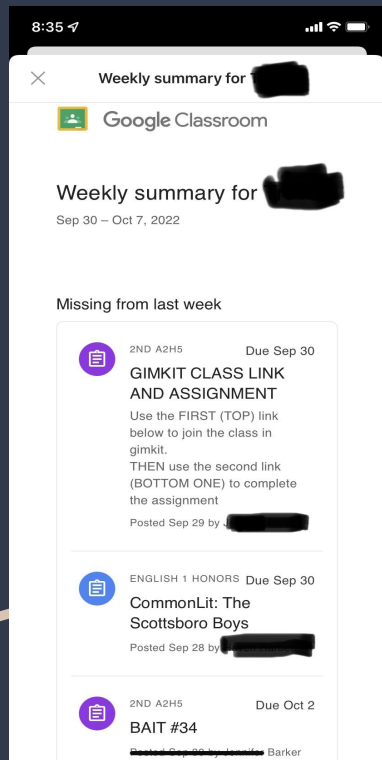 8:35
Weekly summary for
Google Classroom
Weekly summary for
Sep 30 – Oct 7, 2022
Missing from last week
2ND A2H5 Due Sep 30
GIMKIT CLASS LINK
AND ASSIGNMENT
Use the FIRST (TOP) link
below to join the class in
gimkit.
THEN use the second link
(BOTTOM ONE) to complete
the assignment
Posted Sep 29 by
ENGLISH 1 HONORS Due Sep 30
CommonLit: The
Scottsboro Boys
Posted Sep 28 by
2ND A2H5 Due Oct 2
BAIT #34
Barker